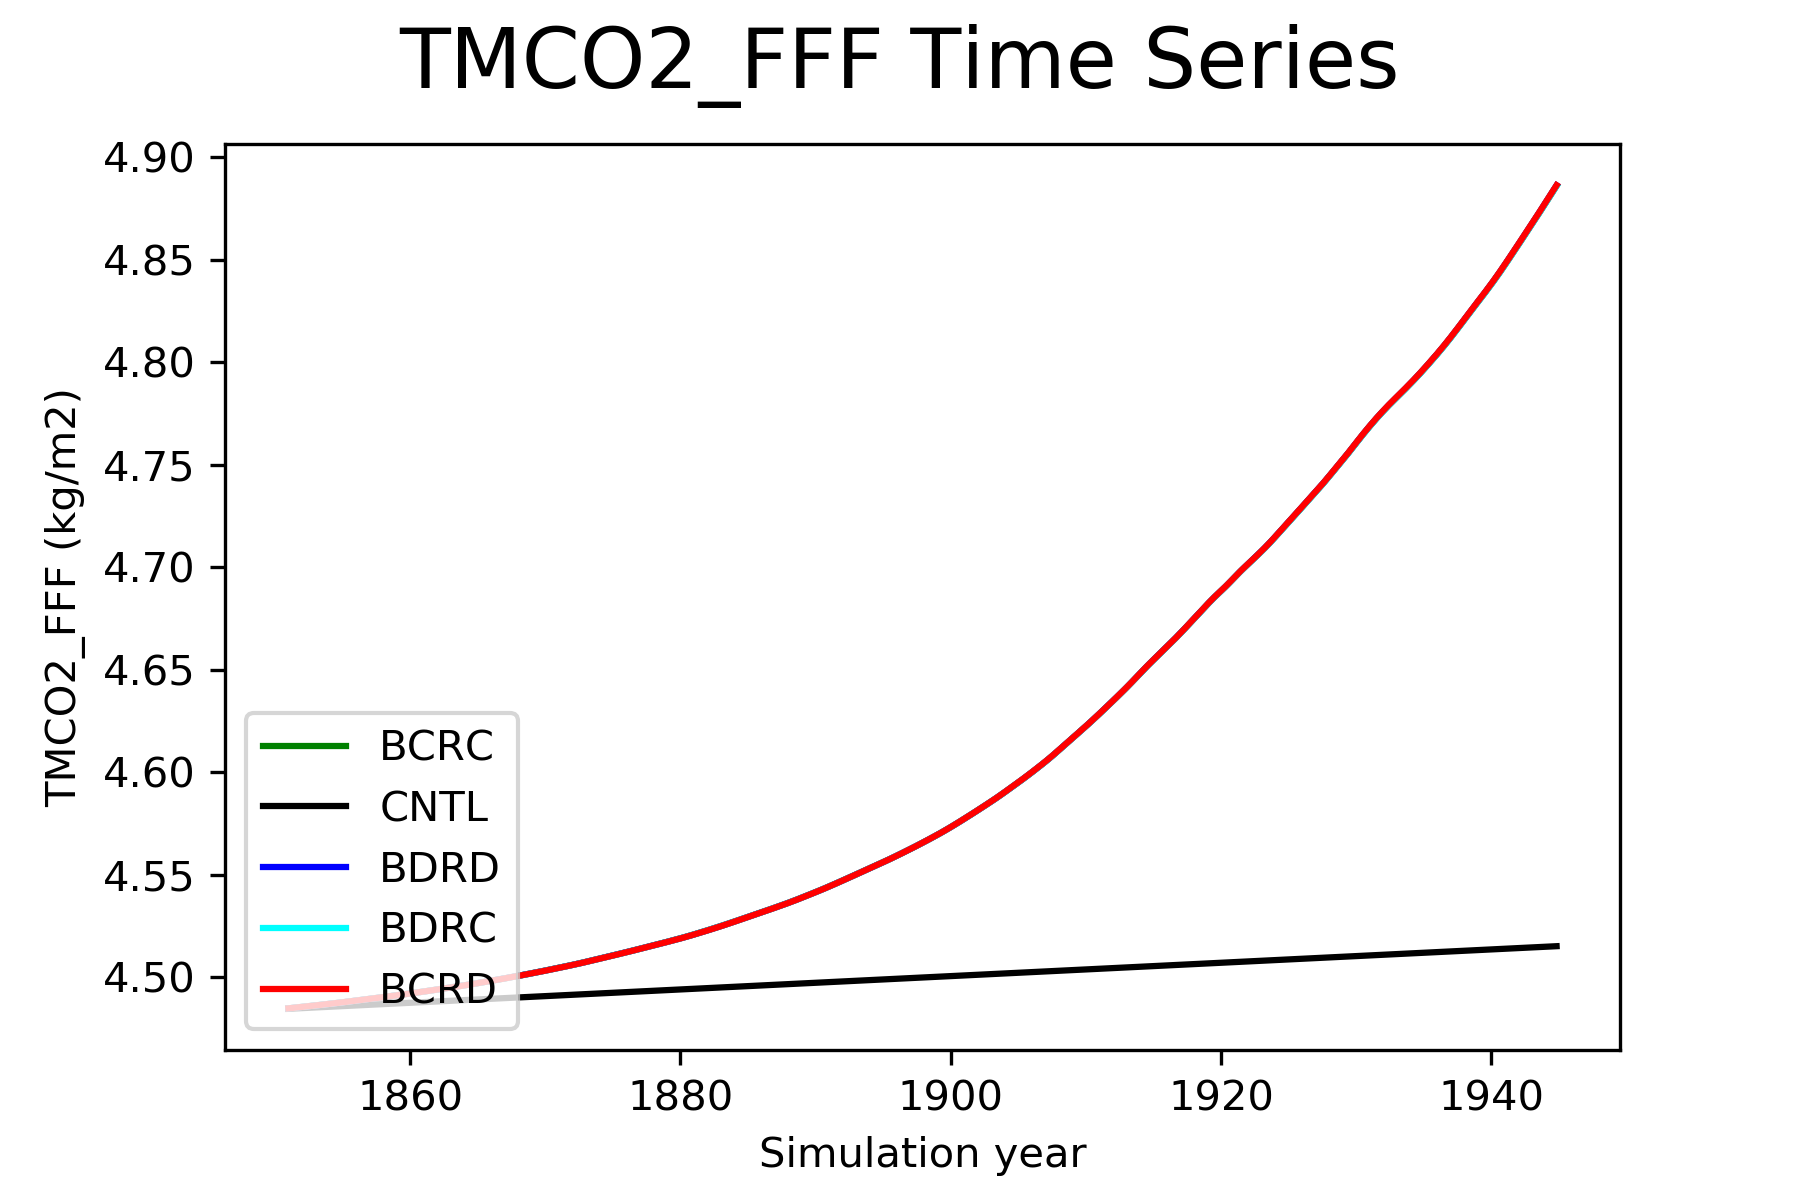 TMCO2_FFF Time Series
4.90
4.85
4.80
4.75
4.70
4.65
4.60
4.55
4.50
TMCO2_FFF (kg/m2)
BCRC
CNTL
BDRD
BDRC
BCRD
1860 1880 1900 1920 1940
Simulation year